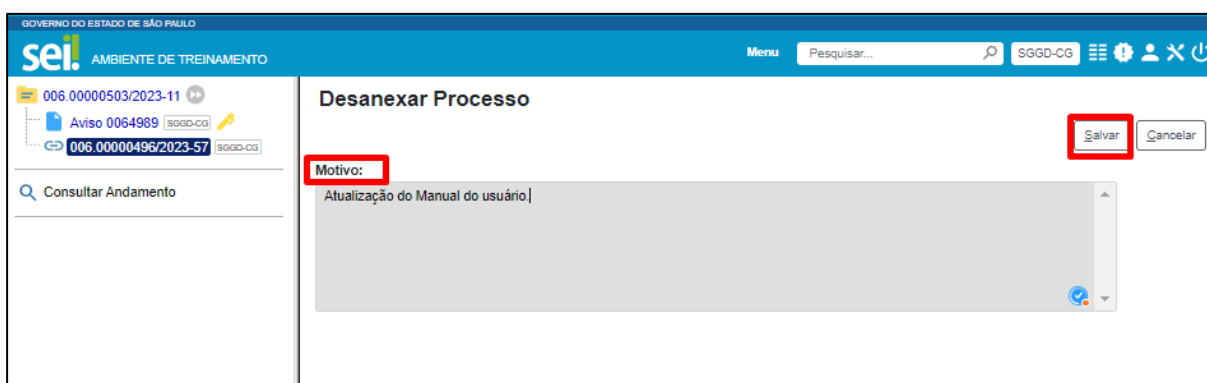 GOVERNO DO ESTADO DE SÃO PAULO
sei! AMBIENTE DE TREINAMENTO
Menu Pesquisar... SGGD-CG
006.00000503/2023-11
Aviso 0064989 SGGD-CG
006.00000496/2023-57 SGGD-CG
Consultar Andamento
Desanexar Processo
Salvar Cancelar
Motivo:
Atualização do Manual do usuário.